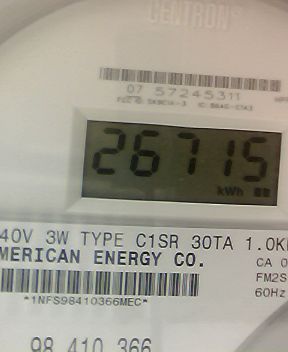 CENTRON®
07 57245311
26715
kWh
40V 3W TYPE C1SR 30TA 1.0K
MERICAN ENERGY CO.
CA 0
FM2S
60Hz
*1NFS98410366MEC*
98 410 366